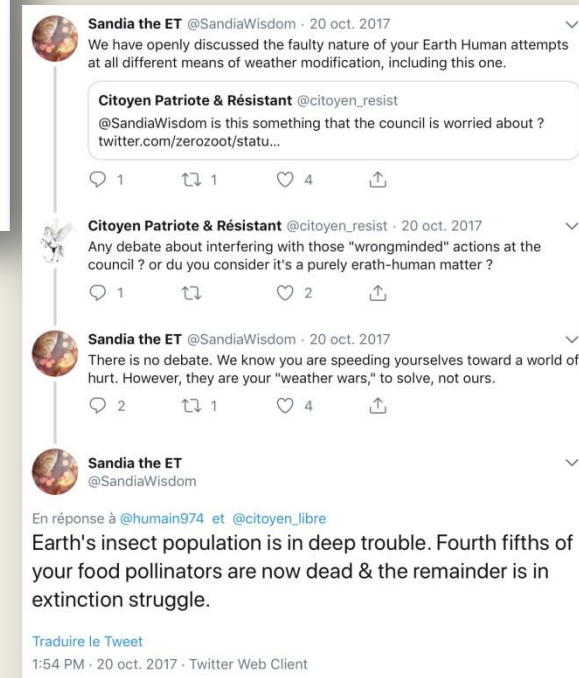 Sandia the ET @SandiaWisdom · 20 oct. 2017
We have openly discussed the faulty nature of your Earth Human attempts
at all different means of weather modification, including this one.
Citoyen Patriote & Résistant @citoyen_resist
@SandiaWisdom is this something that the council is worried about ?
twitter.com/zerozoot/statu...
1 1 4
Citoyen Patriote & Résistant @citoyen_resist · 20 oct. 2017
Any debate about interfering with those "wrongminded" actions at the
council ? or du you consider it's a purely erath-human matter ?
1 2
Sandia the ET @SandiaWisdom · 20 oct. 2017
There is no debate. We know you are speeding yourselves toward a world of
hurt. However, they are your "weather wars," to solve, not ours.
2 1 4
Sandia the ET
@SandiaWisdom
En réponse à @humain974 et @citoyen_libre
Earth's insect population is in deep trouble. Fourth fifths of
your food pollinators are now dead & the remainder is in
extinction struggle.
Traduire le Tweet
1:54 PM · 20 oct. 2017 · Twitter Web Client